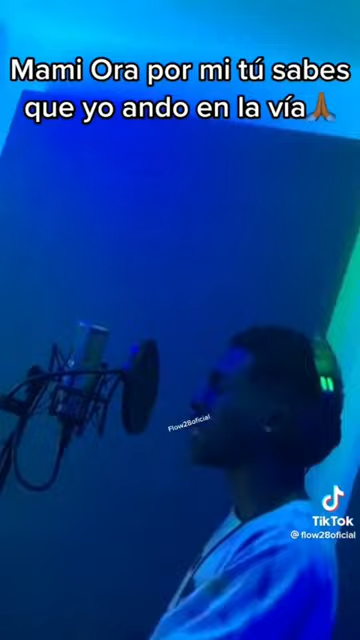 Mami Ora por mi tú sabes
que yo ando en la vía🙏🏾
Flow28oficial
TikTok
@flow28oficial